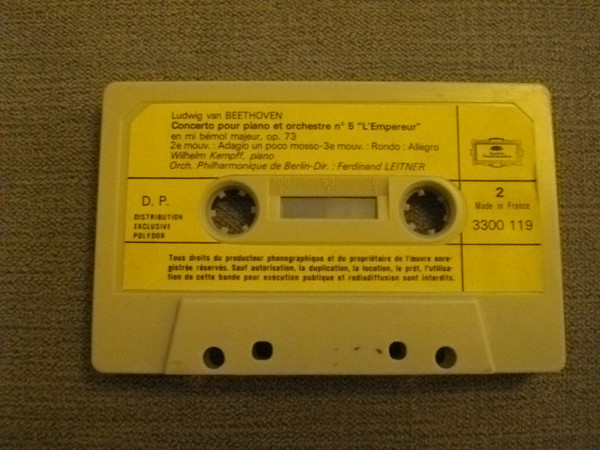 Ludwig van BEETHOVEN
Concerto pour piano et orchestre n° 5 "L'Empereur"
en mi bémol majeur, op. 73
2e mouv. : Adagio un poco mosso-3e mouv. : Rondo : Allegro
Wilhelm Kempff, piano
Orch. Philharmonique de Berlin-Dir. : Ferdinand LEITNER
D. P.
DISTRIBUTION
EXCLUSIVE
POLYDOR
2
Made in France
3300 119
Tous droits du producteur phonographique et du propriétaire de l'œuvre enre-
gistrée réservés. Sauf autorisation, la duplication, la location, le prêt, l'utilisa-
tion de cette bande pour exécution publique et radiodiffusion sont interdits.